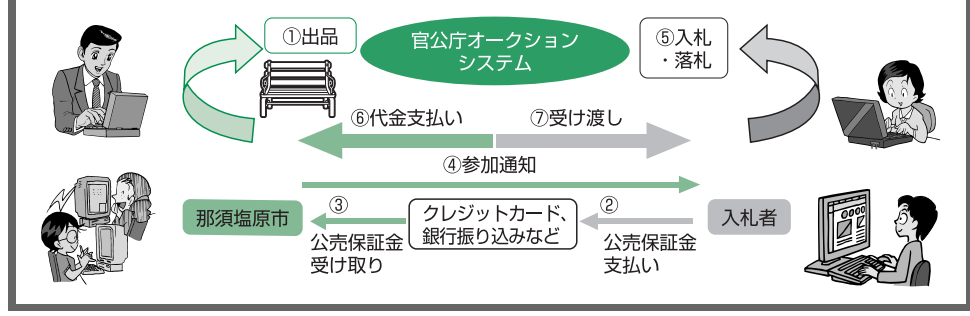 ①出品
官公庁オークション
システム
⑤入札
・落札
⑥代金支払い
⑦受け渡し
④参加通知
那須塩原市
③
公売保証金
受け取り
クレジットカード、
銀行振り込みなど
②
公売保証金
支払い
入札者